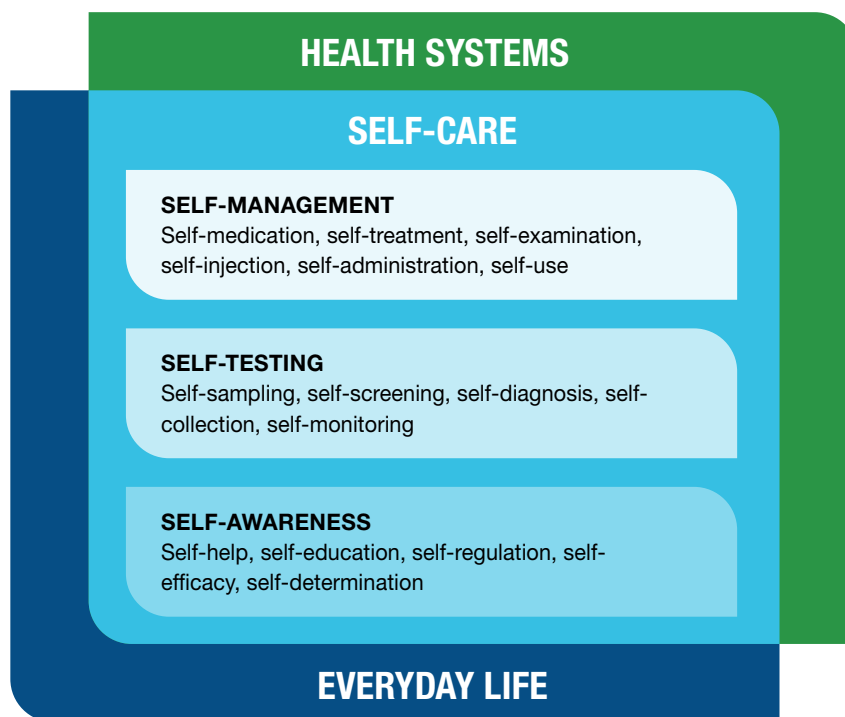 HEALTH SYSTEMS
SELF-CARE
SELF-MANAGEMENT
Self-medication, self-treatment, self-examination,
self-injection, self-administration, self-use
SELF-TESTING
Self-sampling, self-screening, self-diagnosis, self-
collection, self-monitoring
SELF-AWARENESS
Self-help, self-education, self-regulation, self-
efficacy, self-determination
EVERYDAY LIFE